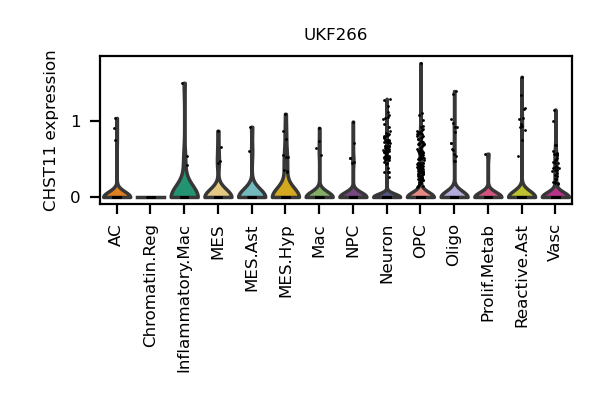 UKF266
CHST11 expression
1
0
AC
Chromatin.Reg
Inflammatory.Mac
MES
MES.Ast
MES.Hyp
Mac
NPC
Neuron
OPC
Oligo
Prolif.Metab
Reactive.Ast
Vasc